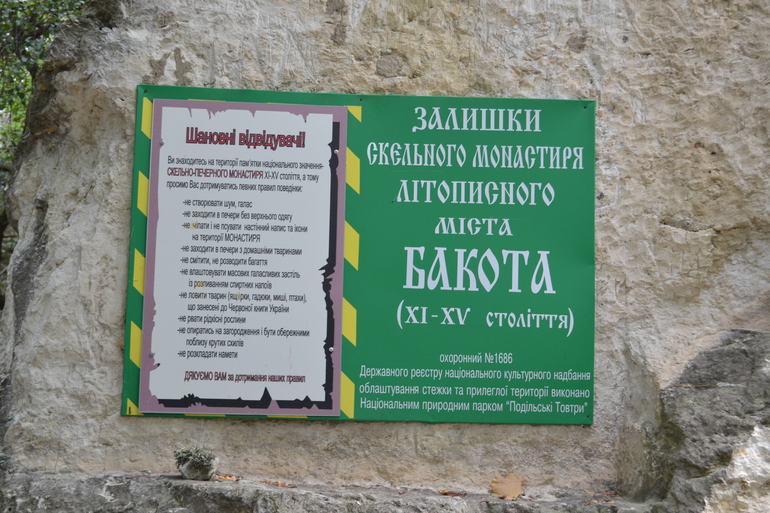 Шановні відвідувачі!
Ви знаходитесь на території пам'ятки національного значення-
СКЕЛЬНО-ПЕЧЕРНОГО МОНАСТИРЯ XI-XV століття, а тому
просимо Вас дотримуватись певних правил поведінки:
-не створювати шум, галас
-не заходити в печери без верхнього одягу
-не чіпати і не псувати настінний напис та ікони
на території МОНАСТИРЯ
-не заходити в печери з домашніми тваринами
-не смітити, не розводити багаття
-не влаштовувати масових галасливих застіль
із розпиванням спиртних напоїв
-не ловити тварин (ящірки, гадюки, миші, птахи),
що занесені до Червоної книги України
-не рвати рідкісні рослини
-не опиратись на загородження і бути обережними
поблизу крутих схилів
-не розкладати намети
ДЯКУЄМО ВАМ за дотримання наших правил
ЗАЛИШКИ
СКЕЛЬНОГО МОНАСТИРЯ
ЛІТОПИСНОГО
МІСТА
БАКОТА
(XI-XV СТОЛІТТЯ)
охоронний №1686
Державного реєстру національного культурного надбання
облаштування стежки та прилеглої території виконано
Національним природним парком "Подільські Товтри"